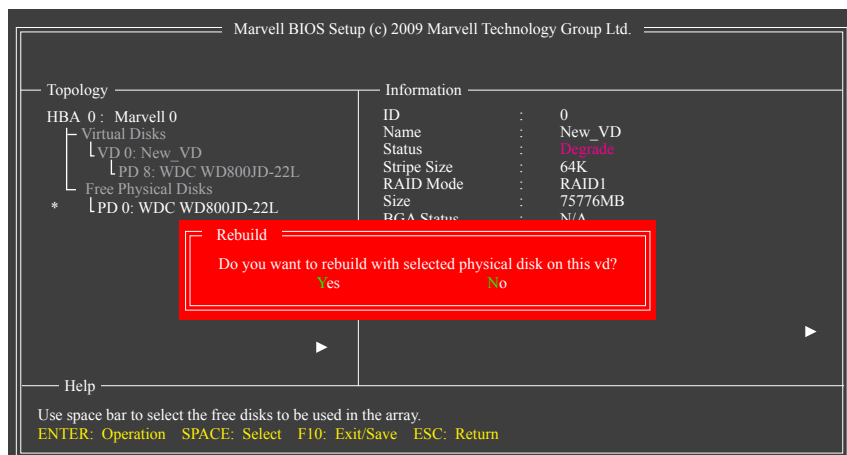 Marvell BIOS Setup (c) 2009 Marvell Technology Group Ltd.
Topology
HBA 0 : Marvell 0
Virtual Disks
VD 0: New_VD
PD 8: WDC WD800JD-22L
Free Physical Disks
* PD 0: WDC WD800JD-22L
Information
ID : 0
Name : New_VD
Status : Degrade
Stripe Size : 64K
RAID Mode : RAID1
Size : 75776MB
BGA Status : N/A
Rebuild
Do you want to rebuild with selected physical disk on this vd?
Yes No
Help
Use space bar to select the free disks to be used in the array.
ENTER: Operation SPACE: Select F10: Exit/Save ESC: Return